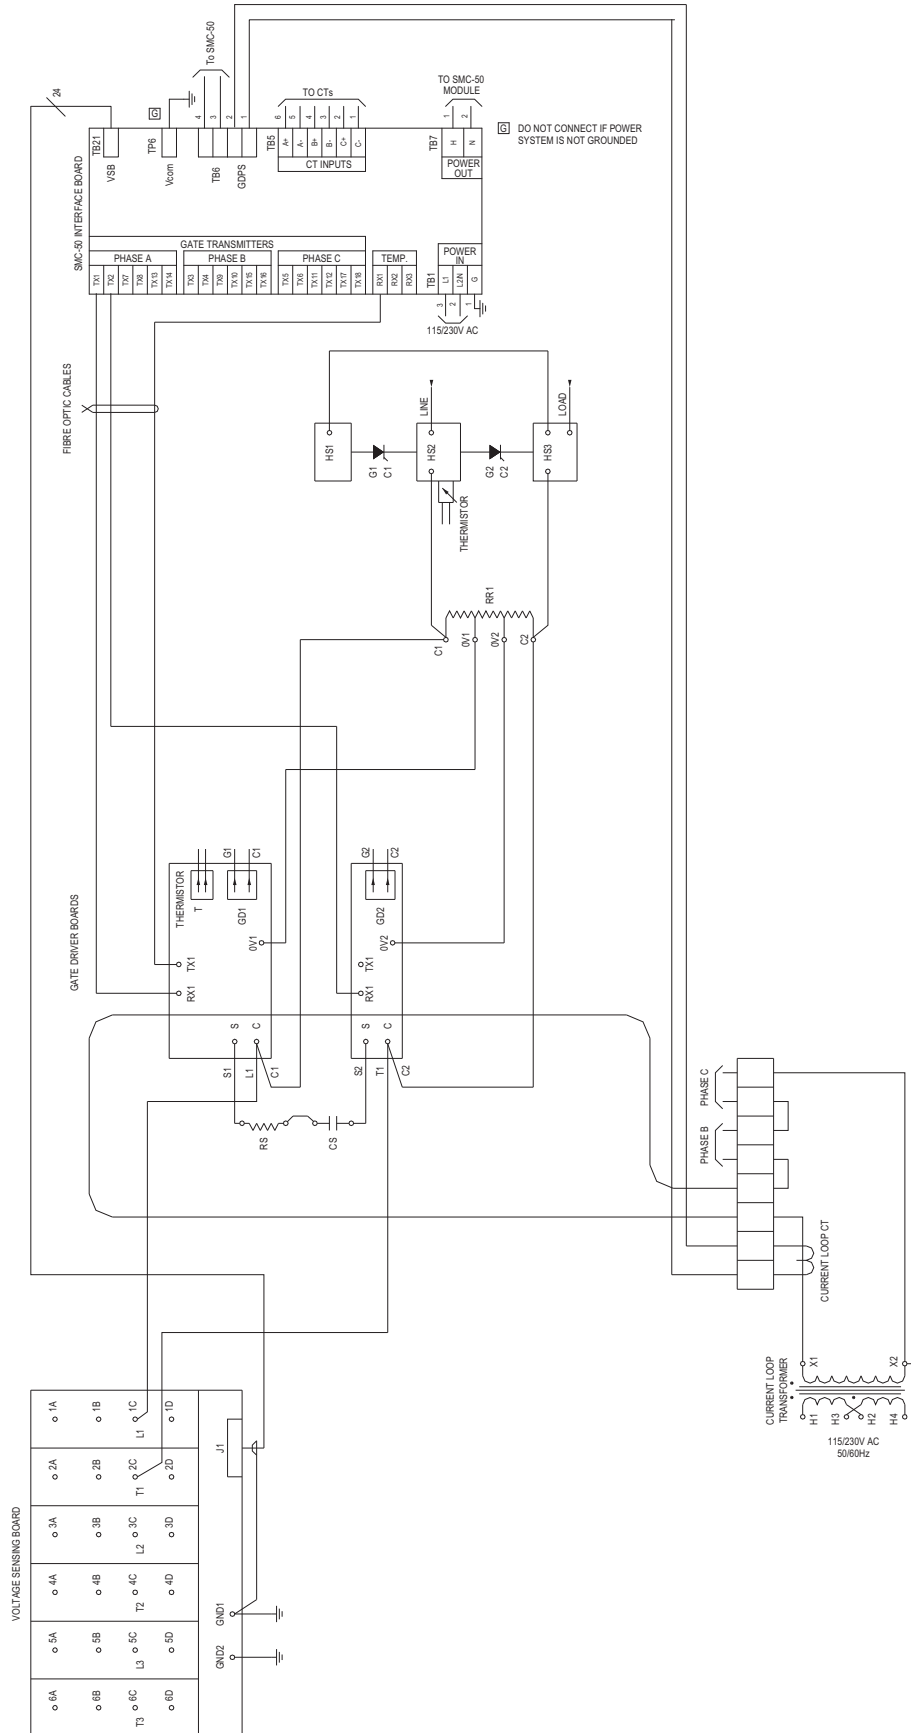 24
To SMC-50
G
4
3
2
1
TO CTs
6
5
4
3
2
1
TO SMC-50
MODULE
1
2
G DO NOT CONNECT IF POWER
SYSTEM IS NOT GROUNDED
SMC-50 INTERFACE BOARD
TB21
VSB
TP6
Vcom
TB6
GDPS
TB5
A+
A-
B+
B-
C+
C-
CT INPUTS
TB7
H
N
POWER
OUT
GATE TRANSMITTERS
PHASE A
PHASE B
PHASE C
TEMP.
TX1
TX2
TX7
TX8
TX13
TX14
TX3
TX4
TX9
TX10
TX15
TX16
TX5
TX6
TX11
TX12
TX17
TX18
RX1
RX2
RX3
TB1
POWER
IN
L1
L2/N
G
3
2
1
115/230V AC
FIBRE OPTIC CABLES
HS1
G1
C1
LINE
HS2
G2
C2
LOAD
HS3
THERMISTOR
RR1
C1
0V1
0V2
C2
GATE DRIVER BOARDS
THERMISTOR
T
G1
C1
GD1
0V1
TX1
RX1
S
C
S1
L1
C1
G2
C2
GD2
0V2
TX1
RX1
S
C
S2
T1
C2
RS
CS
PHASE C
PHASE B
CURRENT LOOP CT
CURRENT LOOP
TRANSFORMER
X1
X2
H1
H3
H2
H4
115/230V AC
50/60Hz
VOLTAGE SENSING BOARD
1A
1B
1C
L1
1D
2A
2B
2C
T1
2D
3A
3B
3C
L2
3D
4A
4B
4C
T2
4D
5A
5B
5C
L3
5D
6A
6B
6C
T3
6D
J1
GND1
GND2